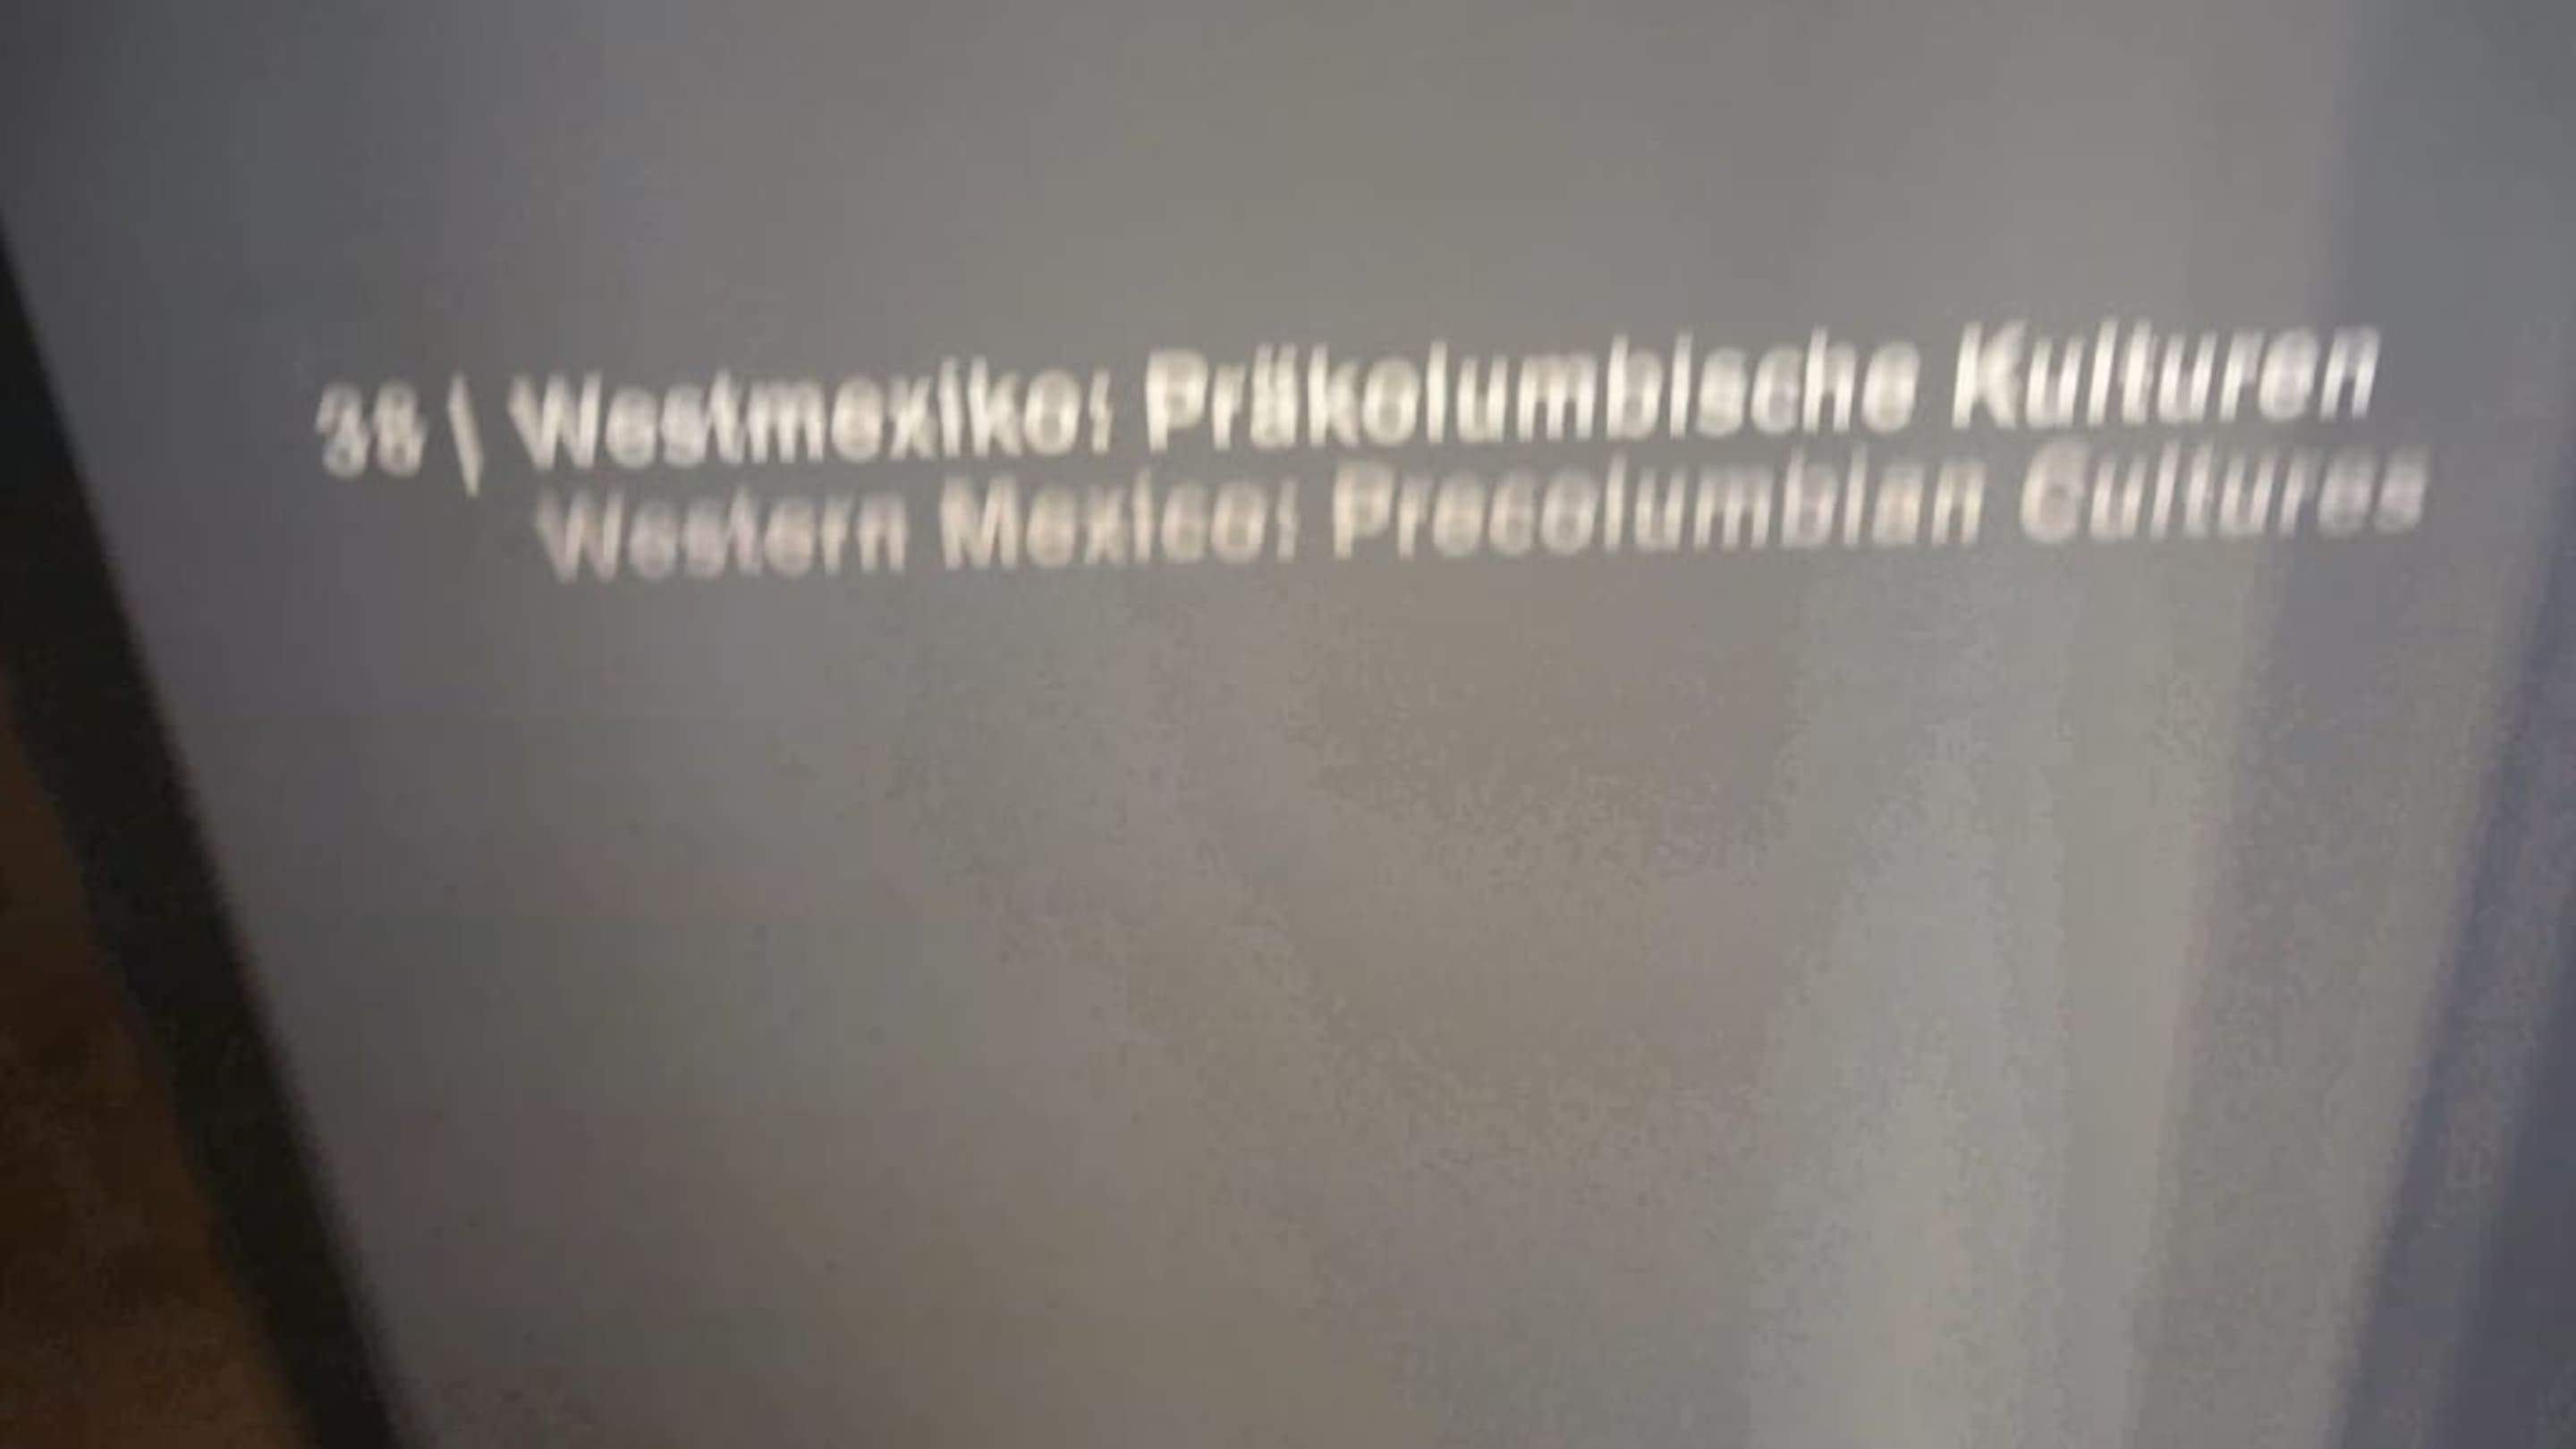 38 | Westmexiko: Präkolumbische Kulturen
Western Mexico: Precolumbian Cultures